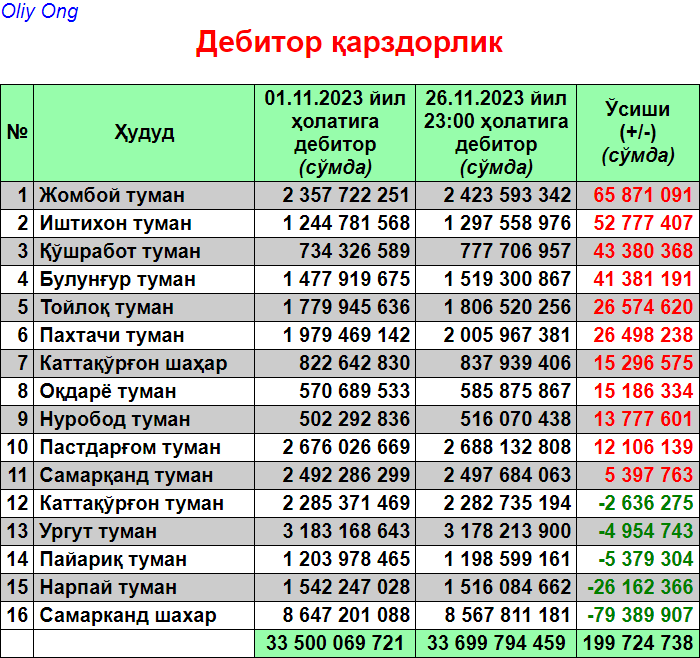 Oliy Ong
Дебитор қарздорлик
№ Ҳудуд 01.11.2023 йил ҳолатига дебитор (сўмда) 26.11.2023 йил 23:00 ҳолатига дебитор (сўмда) Ўсиши (+/-) (сўмда)
1 Жомбой туман 2 357 722 251 2 423 593 342 65 871 091
2 Иштихон туман 1 244 781 568 1 297 558 976 52 777 407
3 Қўшработ туман 734 326 589 777 706 957 43 380 368
4 Булунғур туман 1 477 919 675 1 519 300 867 41 381 191
5 Тойлоқ туман 1 779 945 636 1 806 520 256 26 574 620
6 Пахтачи туман 1 979 469 142 2 005 967 381 26 498 238
7 Каттақўрғон шаҳар 822 642 830 837 939 406 15 296 575
8 Оқдарё туман 570 689 533 585 875 867 15 186 334
9 Нуробод туман 502 292 836 516 070 438 13 777 601
10 Пастдарғом туман 2 676 026 669 2 688 132 808 12 106 139
11 Самарқанд туман 2 492 286 299 2 497 684 063 5 397 763
12 Каттақўрғон туман 2 285 371 469 2 282 735 194 -2 636 275
13 Ургут туман 3 183 168 643 3 178 213 900 -4 954 743
14 Пайариқ туман 1 203 978 465 1 198 599 161 -5 379 304
15 Нарпай туман 1 542 247 028 1 516 084 662 -26 162 366
16 Самарканд шахар 8 647 201 088 8 567 811 181 -79 389 907
33 500 069 721 33 699 794 459 199 724 738